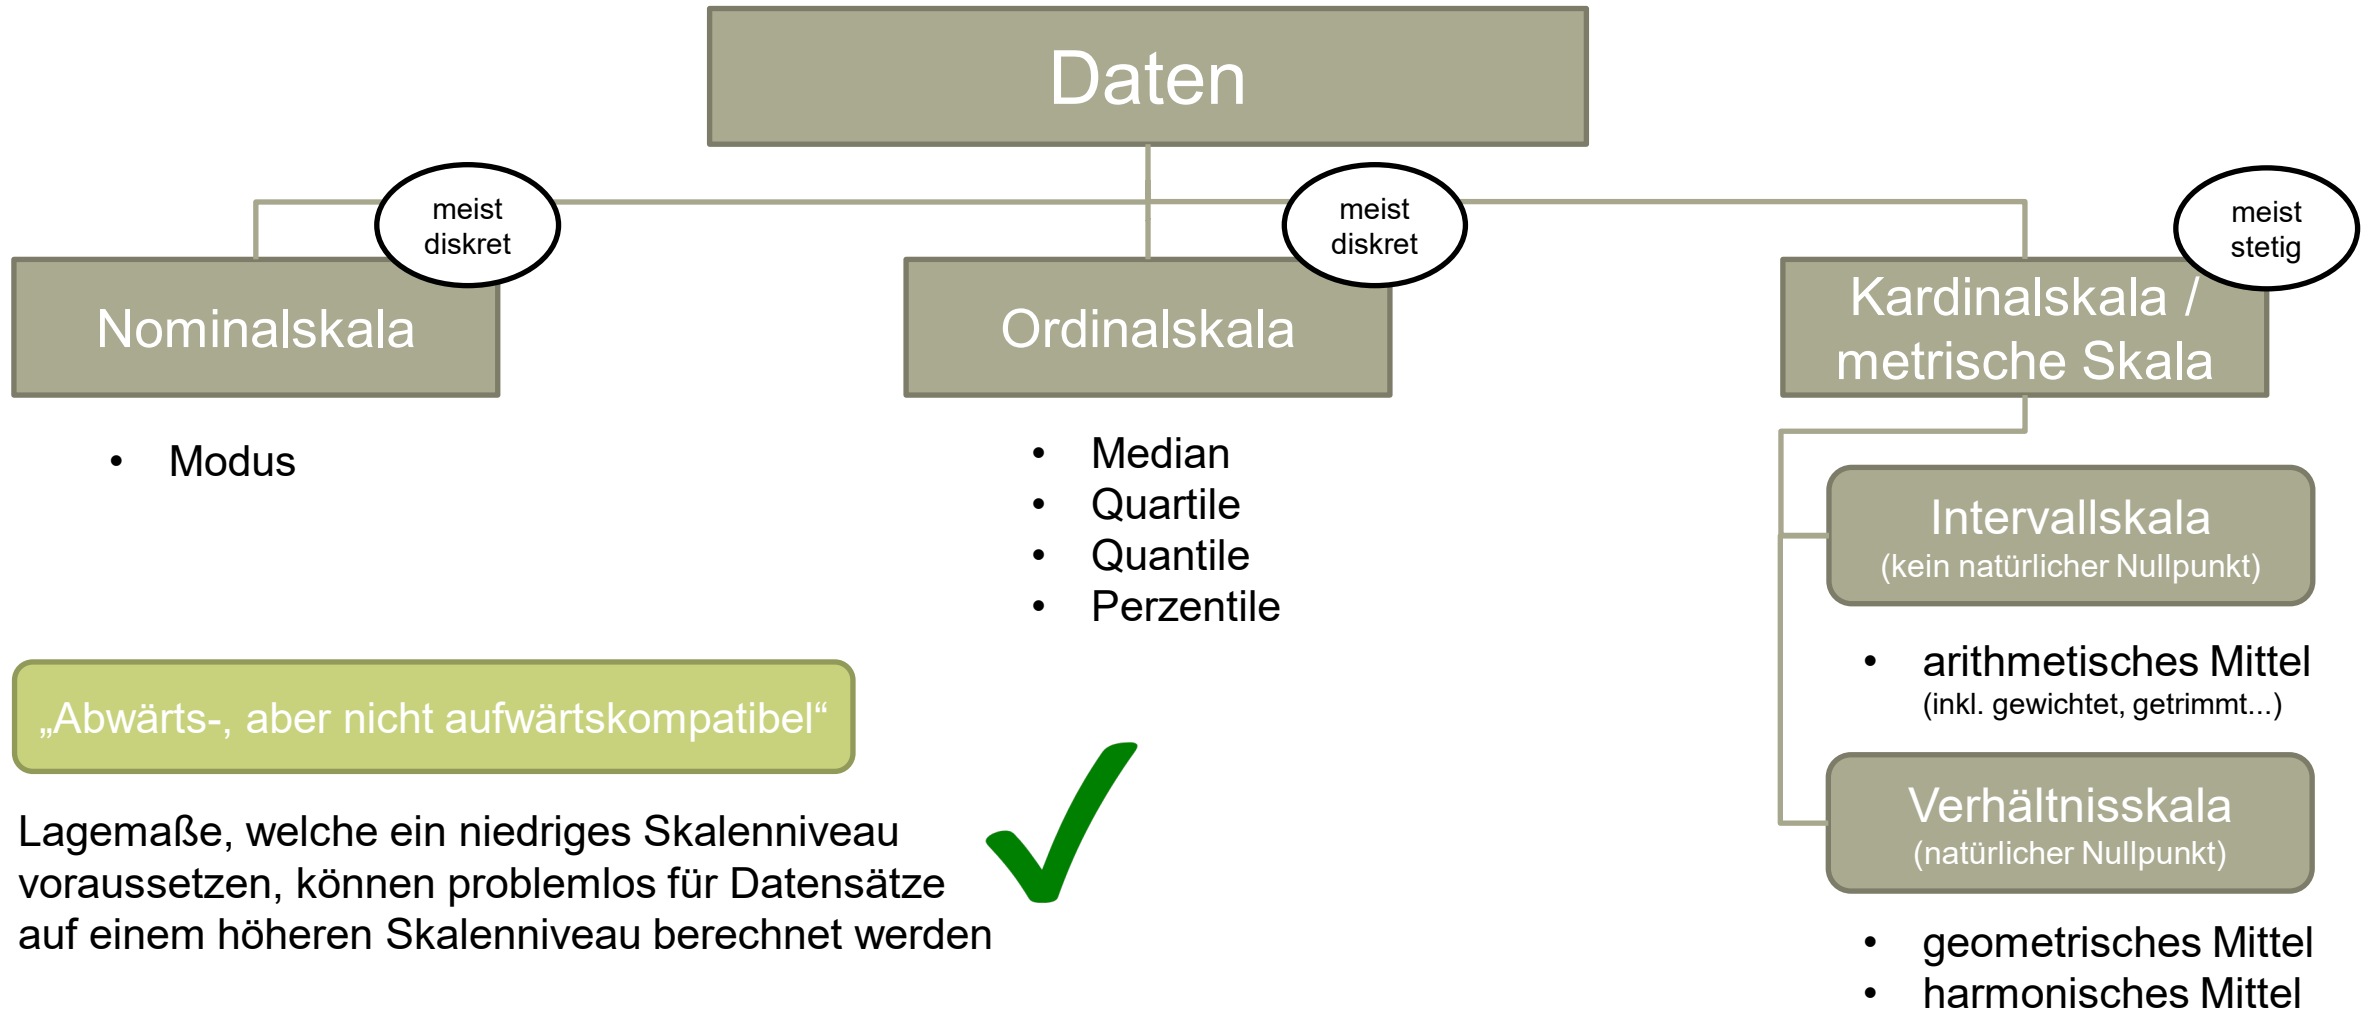 Daten
meist
diskret
meist
diskret
meist
stetig
Nominalskala
Ordinalskala
Kardinalskala /
metrische Skala
• Modus
• Median
• Quartile
• Quantile
• Perzentile
Intervallskala
(kein natürlicher Nullpunkt)
• arithmetisches Mittel
(inkl. gewichtet, getrimmt...)
„Abwärts-, aber nicht aufwärtskompatibel“
Lagemaße, welche ein niedriges Skalenniveau
voraussetzen, können problemlos für Datensätze
auf einem höheren Skalenniveau berechnet werden
Verhältnisskala
(natürlicher Nullpunkt)
• geometrisches Mittel
• harmonisches Mittel